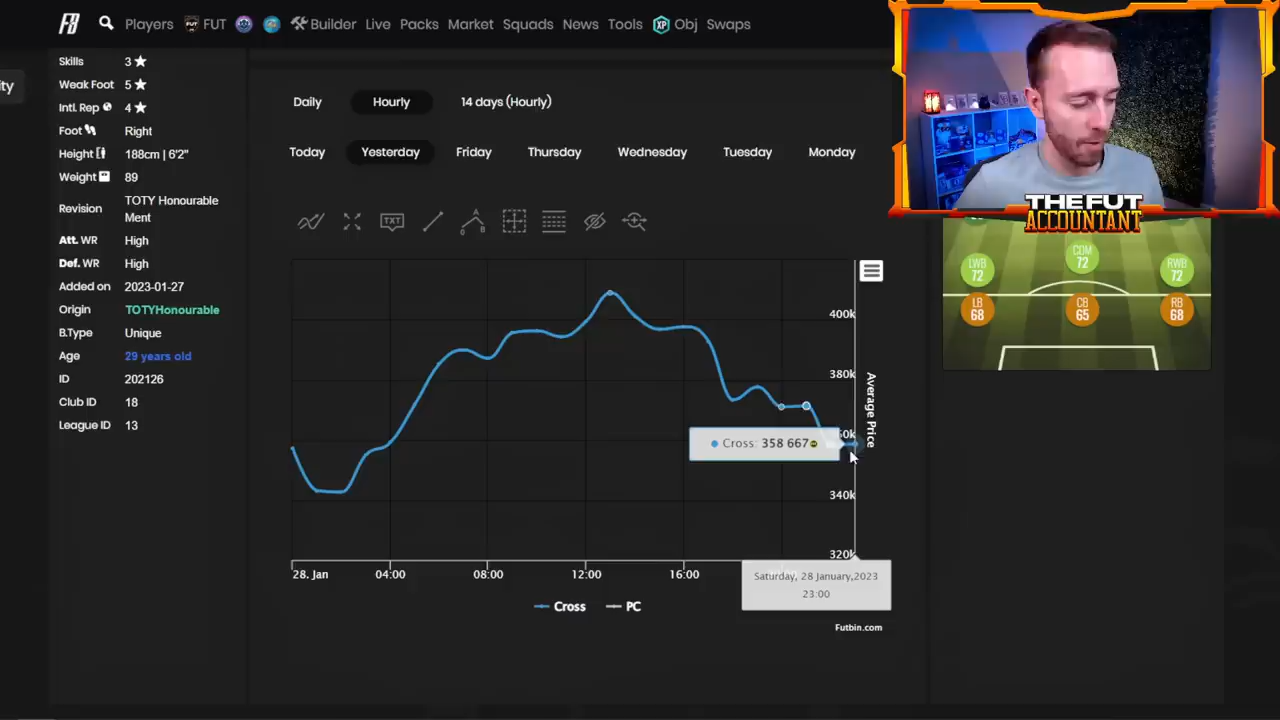 FB Players FUT Builder Live Packs Market Squads News Tools XP Obj Swaps
ity
Skills 3
Weak Foot 5
Intl. Rep 4
Foot Right
Height 188cm | 6'2"
Weight 89
Revision TOTY Honourable
Ment
Att. WR High
Def. WR High
Added on 2023-01-27
Origin TOTYHonourable
B.Type Unique
Age 29 years old
ID 202126
Club ID 18
League ID 13
Daily Hourly 14 days (Hourly)
Today Yesterday Friday Thursday Wednesday Tuesday Monday
TXT
400k
380k
60k
340k
320k
Average Price
Cross: 358 667
28. Jan 04:00 08:00 12:00 16:00
Saturday, 28 January,2023
23:00
Cross PC
Futbin.com
THE FUT
ACCOUNTANT
LWB
72
CDM
72
RWB
72
LB
68
CB
65
RB
68